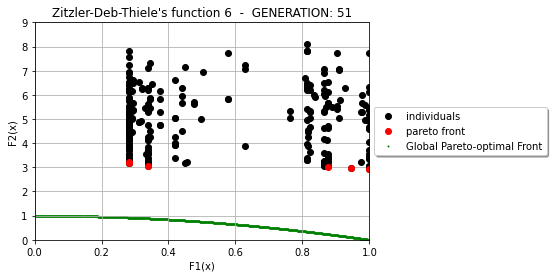 Zitzler-Deb-Thiele's function 6 - GENERATION: 51
9
8
7
6
5
4
3
2
1
0
F2(x)
0.0 0.2 0.4 0.6 0.8 1.0
F1(x)
individuals
pareto front
Global Pareto-optimal Front